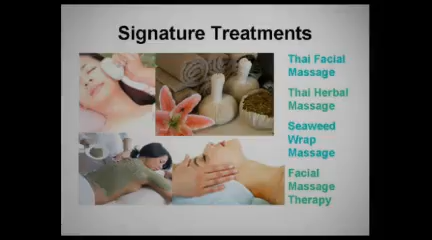 Signature Treatments
Thai Facial
Massage
Thai Herbal
Massage
Seaweed
Wrap
Massage
Facial
Massage
Therapy